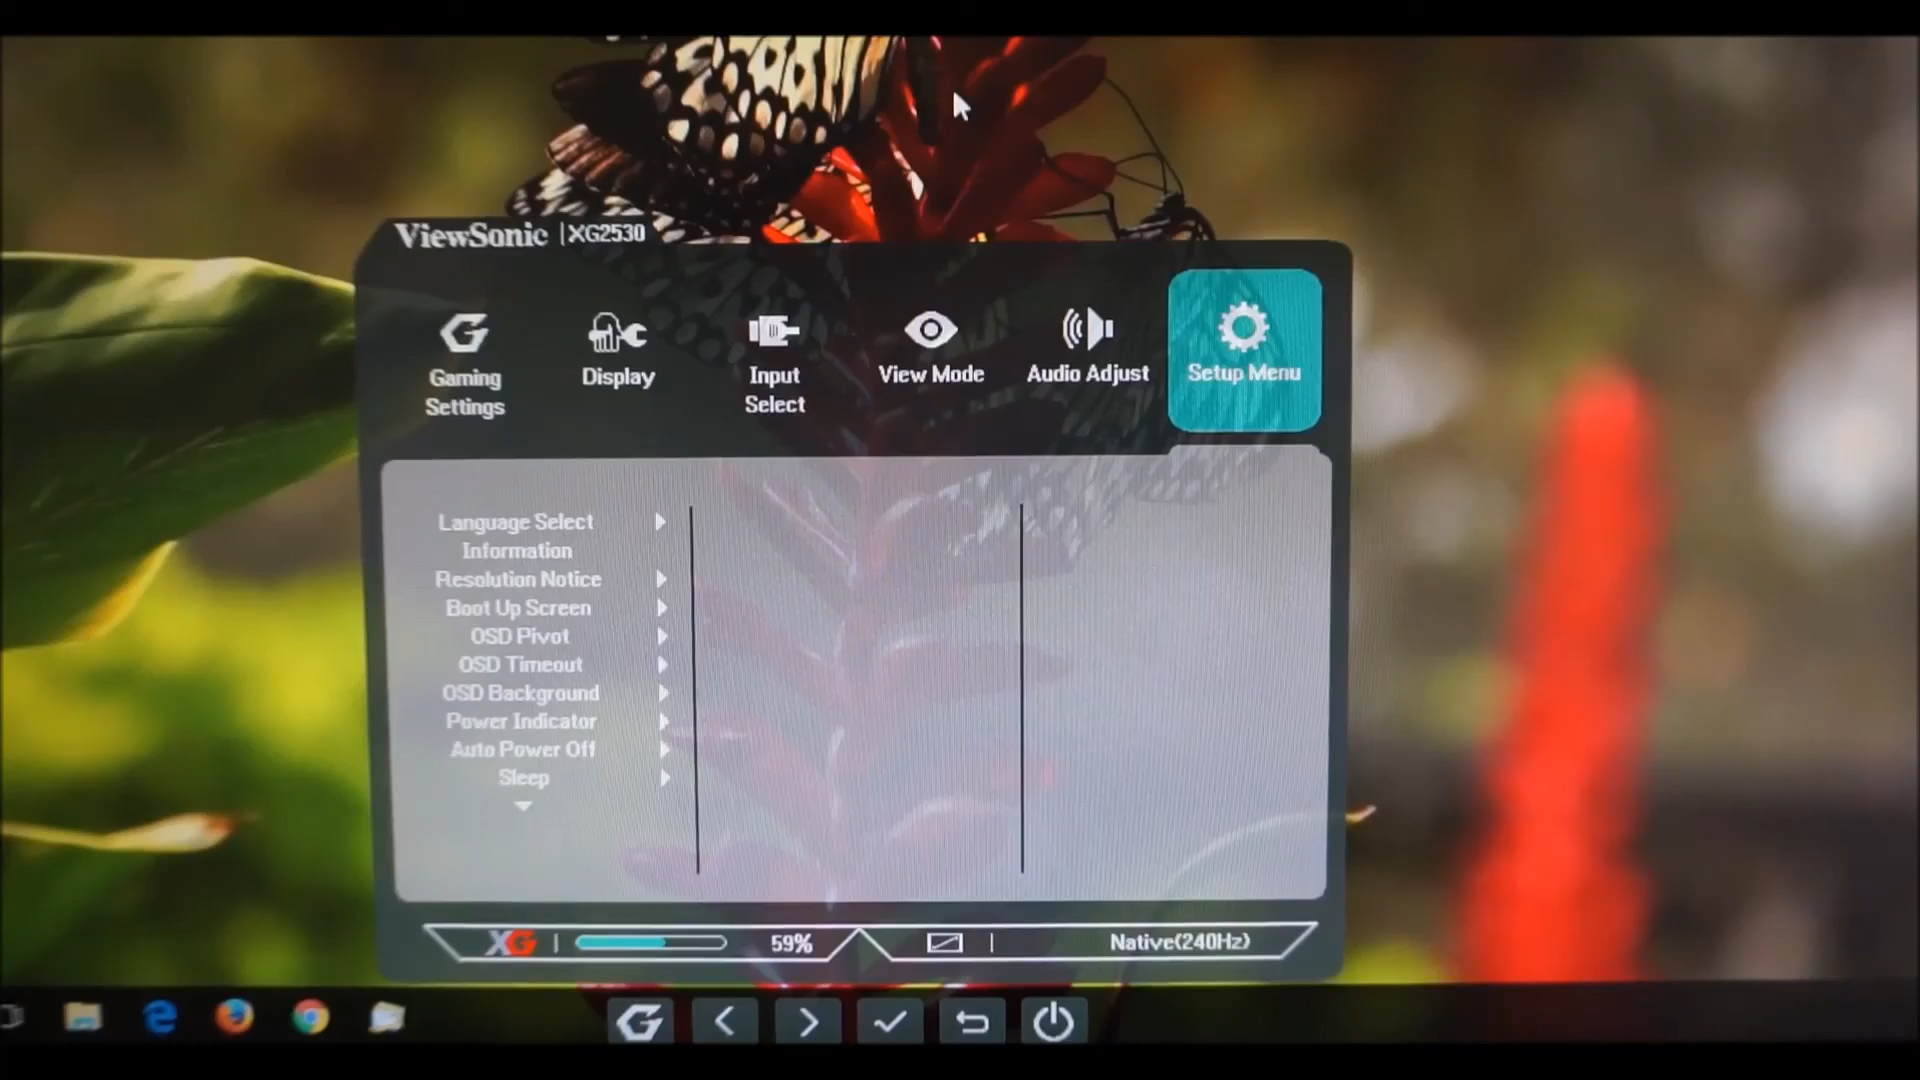 ViewSonic | XG2530
Gaming Settings
Display
Input Select
View Mode
Audio Adjust
Setup Menu
Language Select
Information
Resolution Notice
Boot Up Screen
OSD Pivot
OSD Timeout
OSD Background
Power Indicator
Auto Power Off
Sleep
XG | 59% | Native(240Hz)